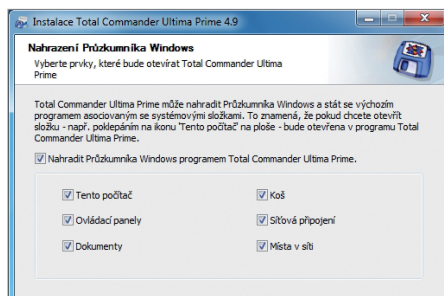 Instalace Total Commander Ultima Prime 4.9
Nahrazení Průzkumníka Windows
Vyberte prvky, které bude otevírat Total Commander Ultima
Prime
Total Commander Ultima Prime může nahradit Průzkumníka Windows a stát se výchozím
programem asociovaným se systémovými složkami. To znamená, že pokud chcete otevřít
složku - např. poklepáním na ikonu 'Tento počítač' na ploše - bude otevřena v programu Total
Commander Ultima Prime.
Nahradit Průzkumníka Windows programem Total Commander Ultima Prime.
Tento počítač
Koš
Ovládací panely
Síťová připojení
Dokumenty
Místa v síti